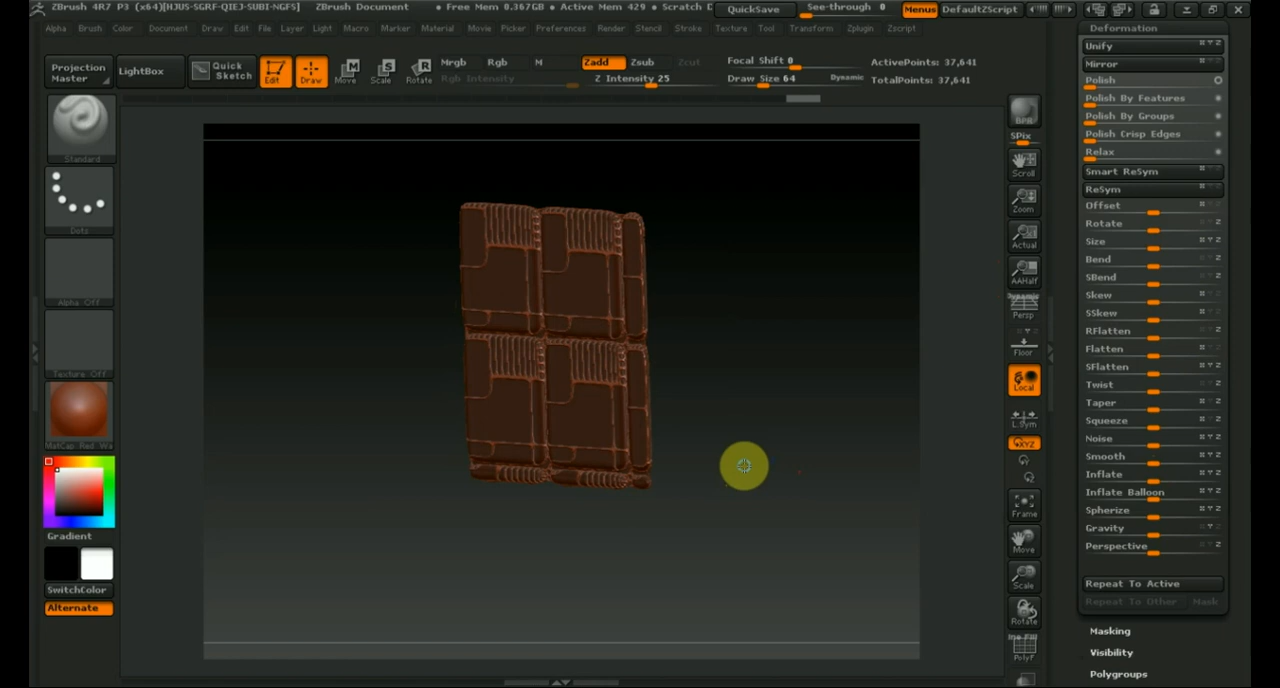 ZBrush 4R7 P3 (x64)[HJUS-SGRF-QIEJ-SUBI-NGFS] ZBrush Document • Free Mem 0.367GB • Active Mem 429 • Scratch D QuickSave See-through 0 Menus DefaultZScript
Alpha Brush Color Document Draw Edit File Layer Light Macro Marker Material Movie Picker Preferences Render Stencil Stroke Texture Tool Transform Zplugin Zscript
Projection Master
LightBox
Quick Sketch
Edit
Draw
Move
Scale
Rotate
Mrgb Rgb M
Rgb Intensity
Zadd Zsub Zcut
Z Intensity 25
Focal Shift 0
Draw Size 64 Dynamic
ActivePoints: 37,641
TotalPoints: 37,641
Standard
Dots
Alpha Off
Texture Off
MatCap Red Wa
Gradient
SwitchColor
Alternate
BPR
SPix
Scroll
Zoom
Actual
AAHalf
Dynamic
Persp
Floor
Local
L.Sym
XYZ
Frame
Move
Scale
Rotate
Line Fill
PolyF
Deformation
Unify
Mirror
Polish
Polish By Features
Polish By Groups
Polish Crisp Edges
Relax
Smart ReSym
ReSym
Offset
Rotate
Size
Bend
SBend
Skew
SSkew
RFlatten
Flatten
SFlatten
Twist
Taper
Squeeze
Noise
Smooth
Inflate
Inflate Balloon
Spherize
Gravity
Perspective
Repeat To Active
Repeat To Other Mask
Masking
Visibility
Polygroups